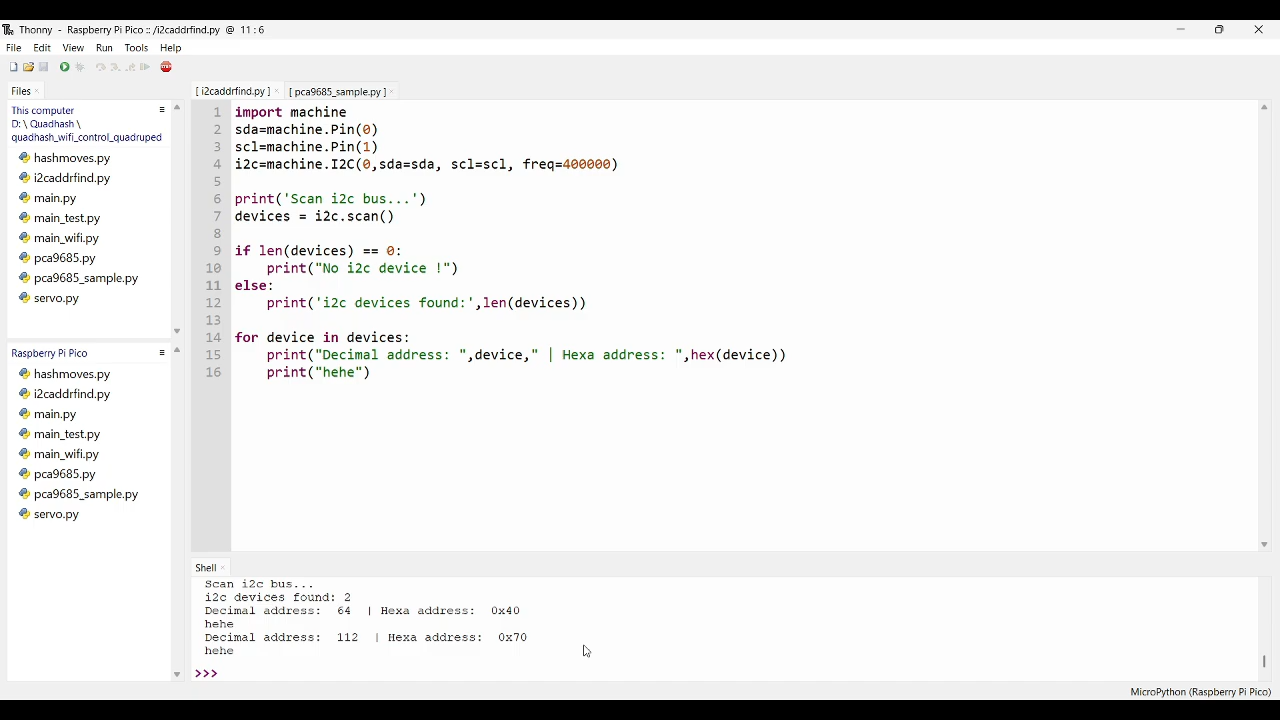 Thonny - Raspberry Pi Pico :: /i2caddrfind.py @ 11 : 6
File Edit View Run Tools Help
STOP
Files ×
This computer
D: \ Quadhash \
quadhash_wifi_control_quadruped
hashmoves.py
i2caddrfind.py
main.py
main_test.py
main_wifi.py
pca9685.py
pca9685_sample.py
servo.py
Raspberry Pi Pico
hashmoves.py
i2caddrfind.py
main.py
main_test.py
main_wifi.py
pca9685.py
pca9685_sample.py
servo.py
[ i2caddrfind.py ] × [ pca9685_sample.py ] ×
1 import machine
2 sda=machine.Pin(0)
3 scl=machine.Pin(1)
4 i2c=machine.I2C(0,sda=sda, scl=scl, freq=400000)
5
6 print('Scan i2c bus...')
7 devices = i2c.scan()
8
9 if len(devices) == 0:
10     print("No i2c device !")
11 else:
12     print('i2c devices found:',len(devices))
13
14 for device in devices:
15     print("Decimal address: ",device," | Hexa address: ",hex(device))
16     print("hehe")
Shell ×
Scan i2c bus...
i2c devices found: 2
Decimal address:  64  | Hexa address:  0x40
hehe
Decimal address:  112  | Hexa address:  0x70
hehe
>>>
MicroPython (Raspberry Pi Pico)